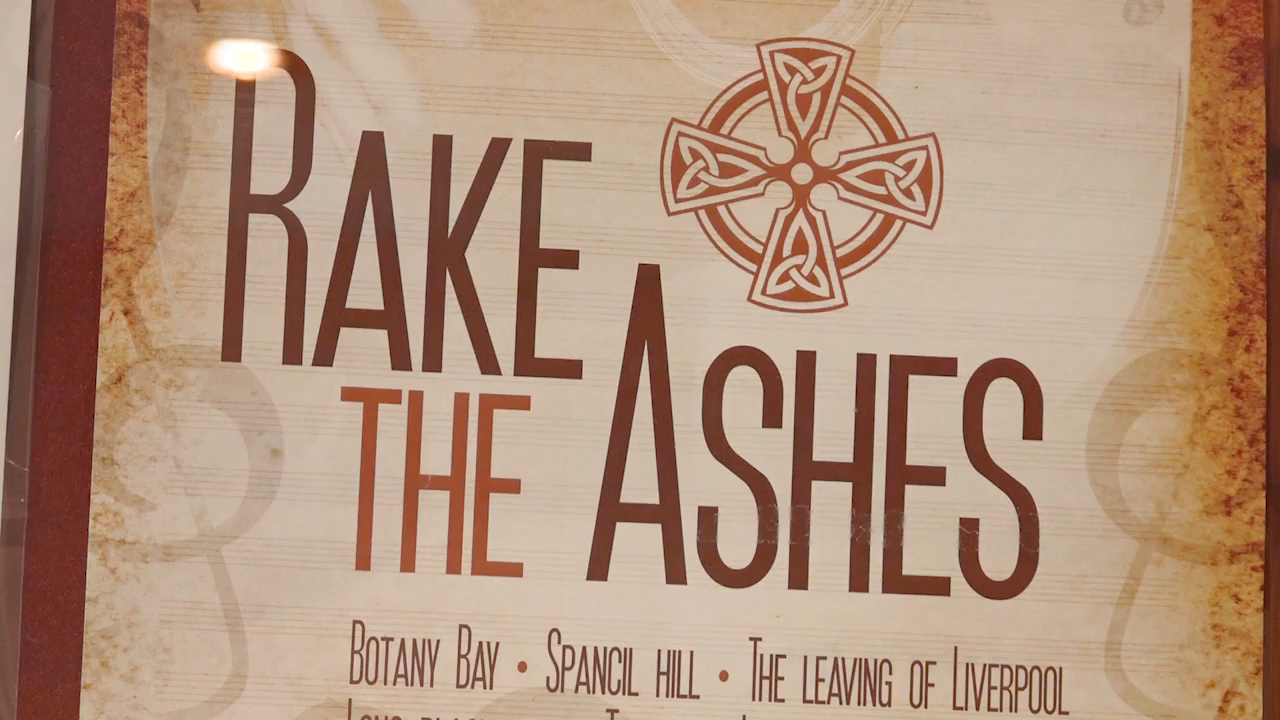 RAKE
THE ASHES
BOTANY BAY • SPANCIL HILL • THE LEAVING OF LIVERPOOL